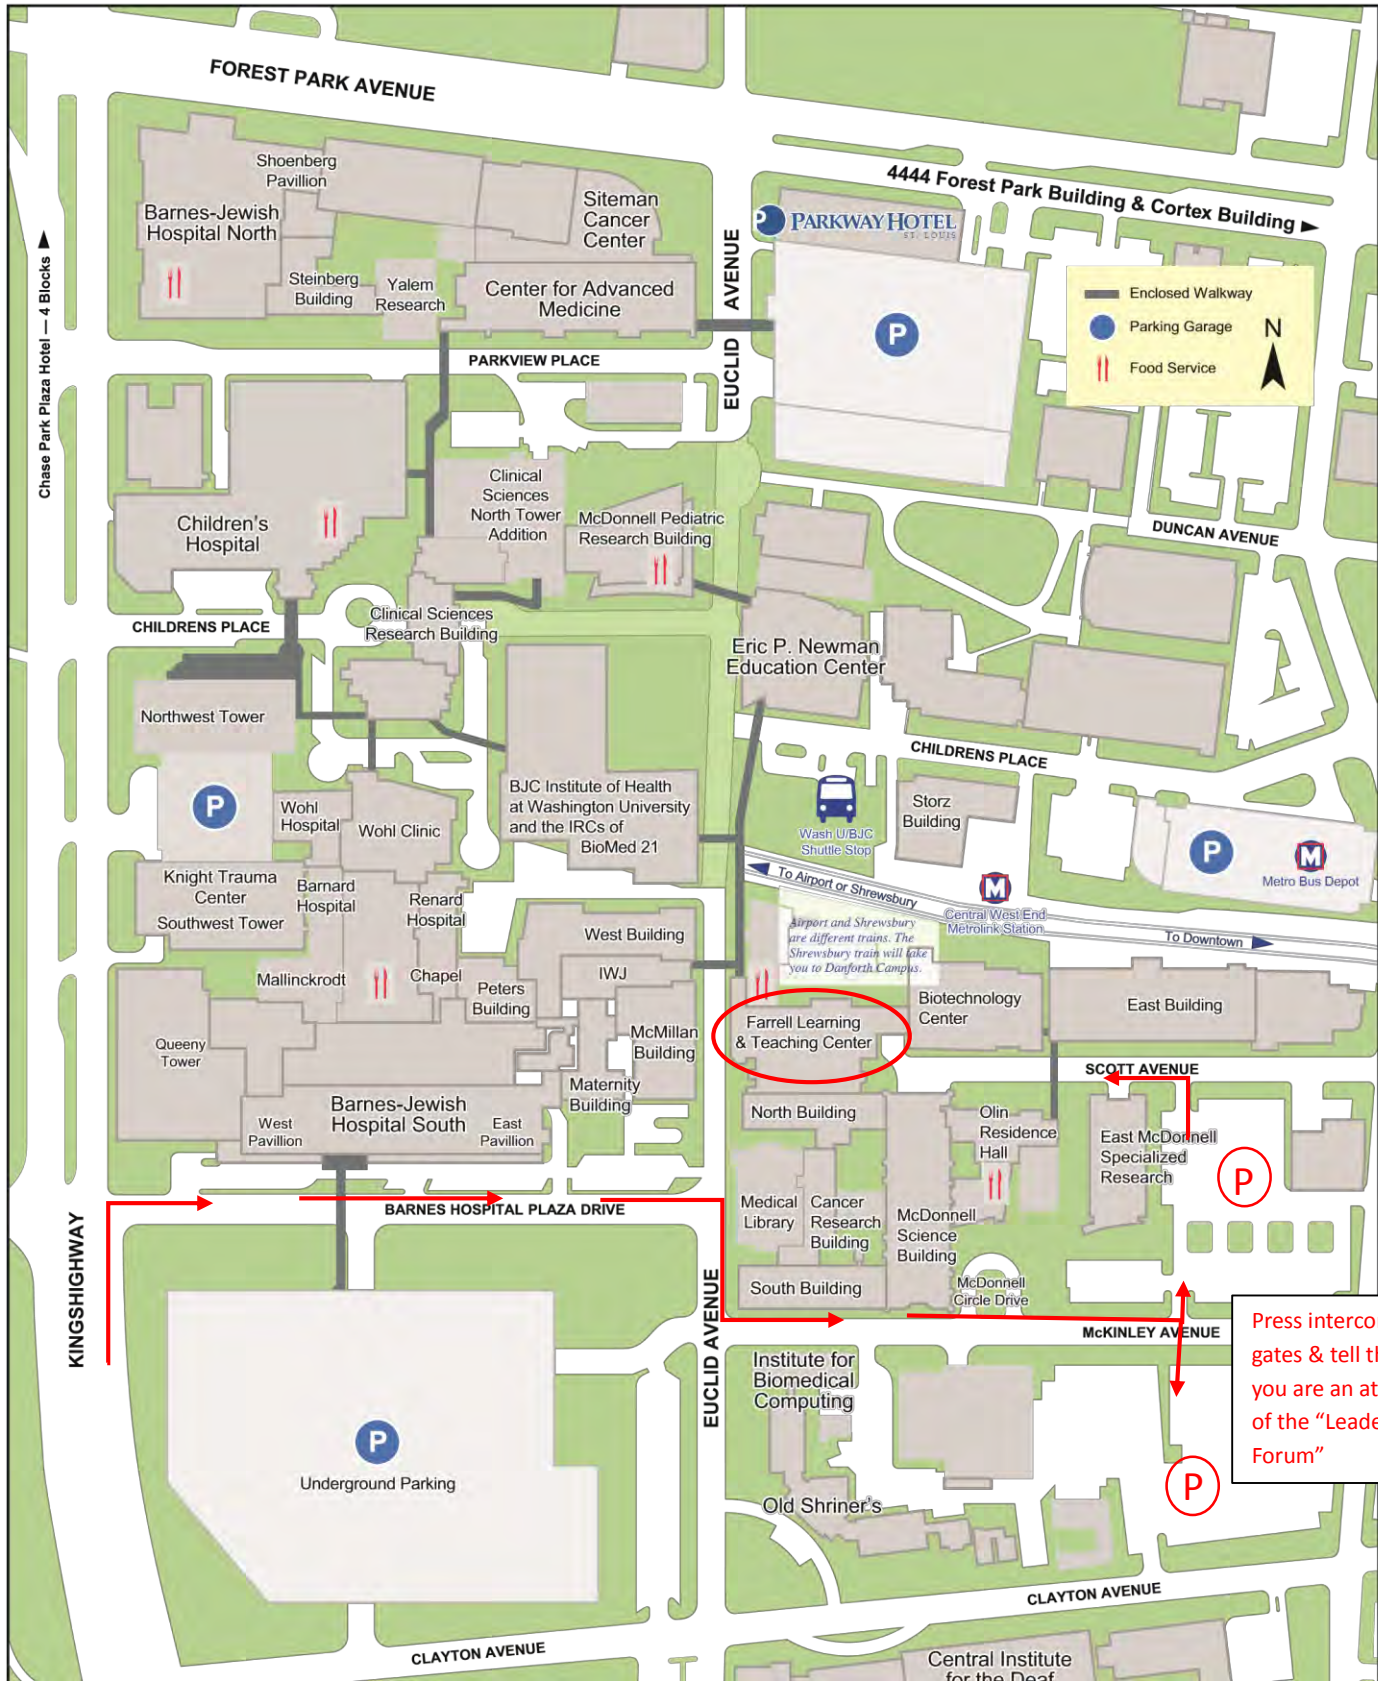 FOREST PARK AVENUE
4444 Forest Park Building & Cortex Building
Chase Park Plaza Hotel — 4 Blocks
Shoenberg
Pavillion
Barnes-Jewish
Hospital North
Siteman
Cancer
Center
Steinberg
Building
Yalem
Research
Center for Advanced
Medicine
EUCLID AVENUE
P
PARKWAY HOTEL
ST. LOUIS
P
Enclosed Walkway
Parking Garage
Food Service
N
PARKVIEW PLACE
Children's
Hospital
Clinical
Sciences
North Tower
Addition
McDonnell Pediatric
Research Building
DUNCAN AVENUE
CHILDRENS PLACE
Clinical Sciences
Research Building
Eric P. Newman
Education Center
Northwest Tower
CHILDRENS PLACE
P
Wohl
Hospital
Wohl Clinic
BJC Institute of Health
at Washington University
and the IRCs of
BioMed 21
Wash U/BJC
Shuttle Stop
Storz
Building
P
M
Metro Bus Depot
Knight Trauma
Center
Southwest Tower
Barnard
Hospital
Renard
Hospital
To Airport or Shrewsbury
M
Central West End
Metrolink Station
To Downtown
Airport and Shrewsbury
are different trains. The
Shrewsbury train will take
you to Danforth Campus.
West Building
IWJ
Mallinckrodt
Chapel
Peters
Building
McMillan
Building
Queeny
Tower
Maternity
Building
Farrell Learning
& Teaching Center
Biotechnology
Center
East Building
SCOTT AVENUE
Barnes-Jewish
Hospital South
West
Pavillion
East
Pavillion
North Building
Olin
Residence
Hall
East McDonnell
Specialized
Research
P
Medical
Library
Cancer
Research
Building
McDonnell
Science
Building
BARNES HOSPITAL PLAZA DRIVE
KINGSHIGHWAY
EUCLID AVENUE
South Building
McDonnell
Circle Drive
McKINLEY AVENUE
Press interco
gates & tell th
you are an at
of the “Leade
Forum”
Institute for
Biomedical
Computing
P
Underground Parking
P
Old Shriner's
CLAYTON AVENUE
CLAYTON AVENUE
Central Institute
for the Deaf